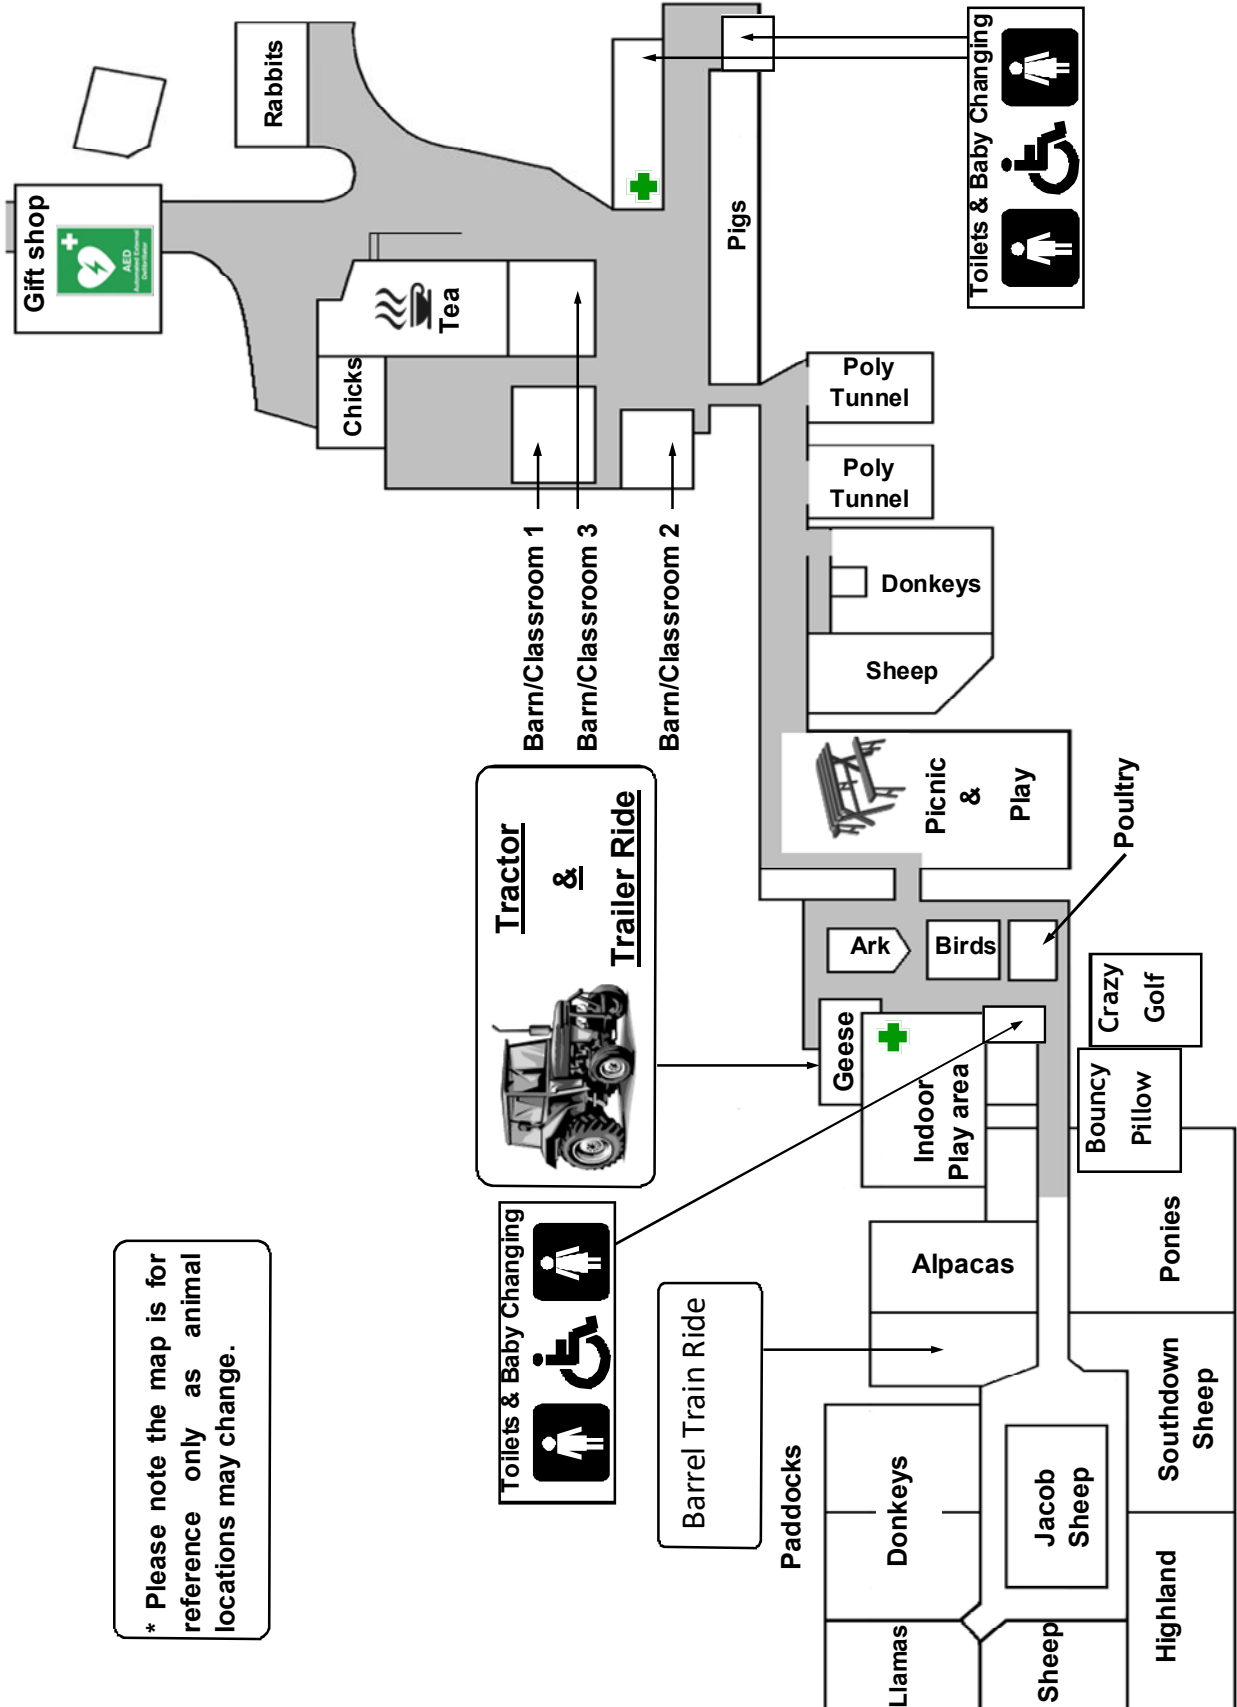 Gift shop
AED
Automated External
Defibrillator
Rabbits
Toilets & Baby Changing
Tea
Chicks
Pigs
Barn/Classroom 1
Barn/Classroom 3
Barn/Classroom 2
Poly
Tunnel
Poly
Tunnel
Donkeys
Sheep
Picnic
&
Play
Poultry
Tractor
&
Trailer Ride
Ark
Birds
Crazy
Golf
Geese
Indoor
Play area
Bouncy
Pillow
Toilets & Baby Changing
Alpacas
Ponies
Barrel Train Ride
Paddocks
Donkeys
Jacob
Sheep
Southdown
Sheep
Highland
Llamas
Sheep
* Please note the map is for
reference only as animal
locations may change.